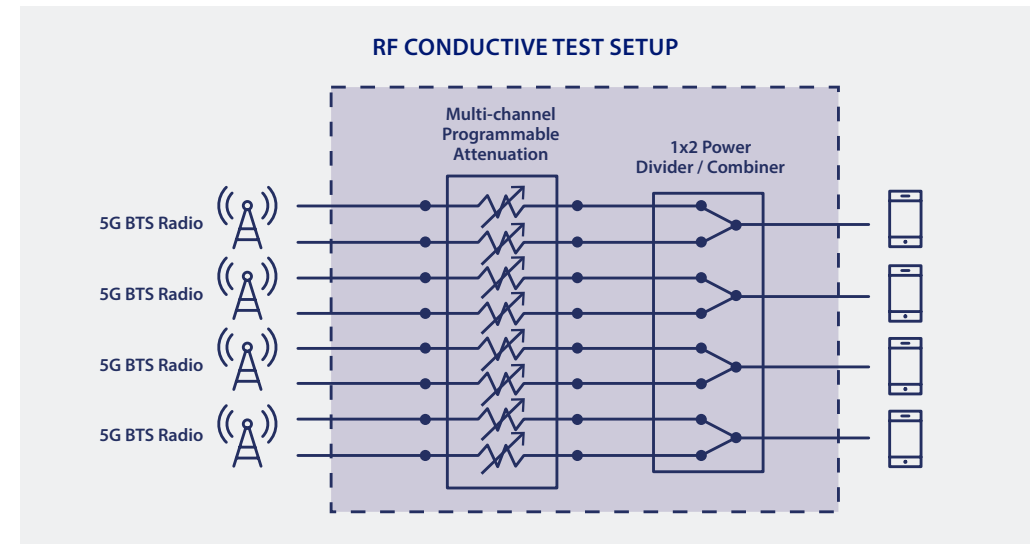 RF CONDUCTIVE TEST SETUP
Multi-channel
Programmable
Attenuation
1x2 Power
Divider / Combiner
5G BTS Radio
5G BTS Radio
5G BTS Radio
5G BTS Radio